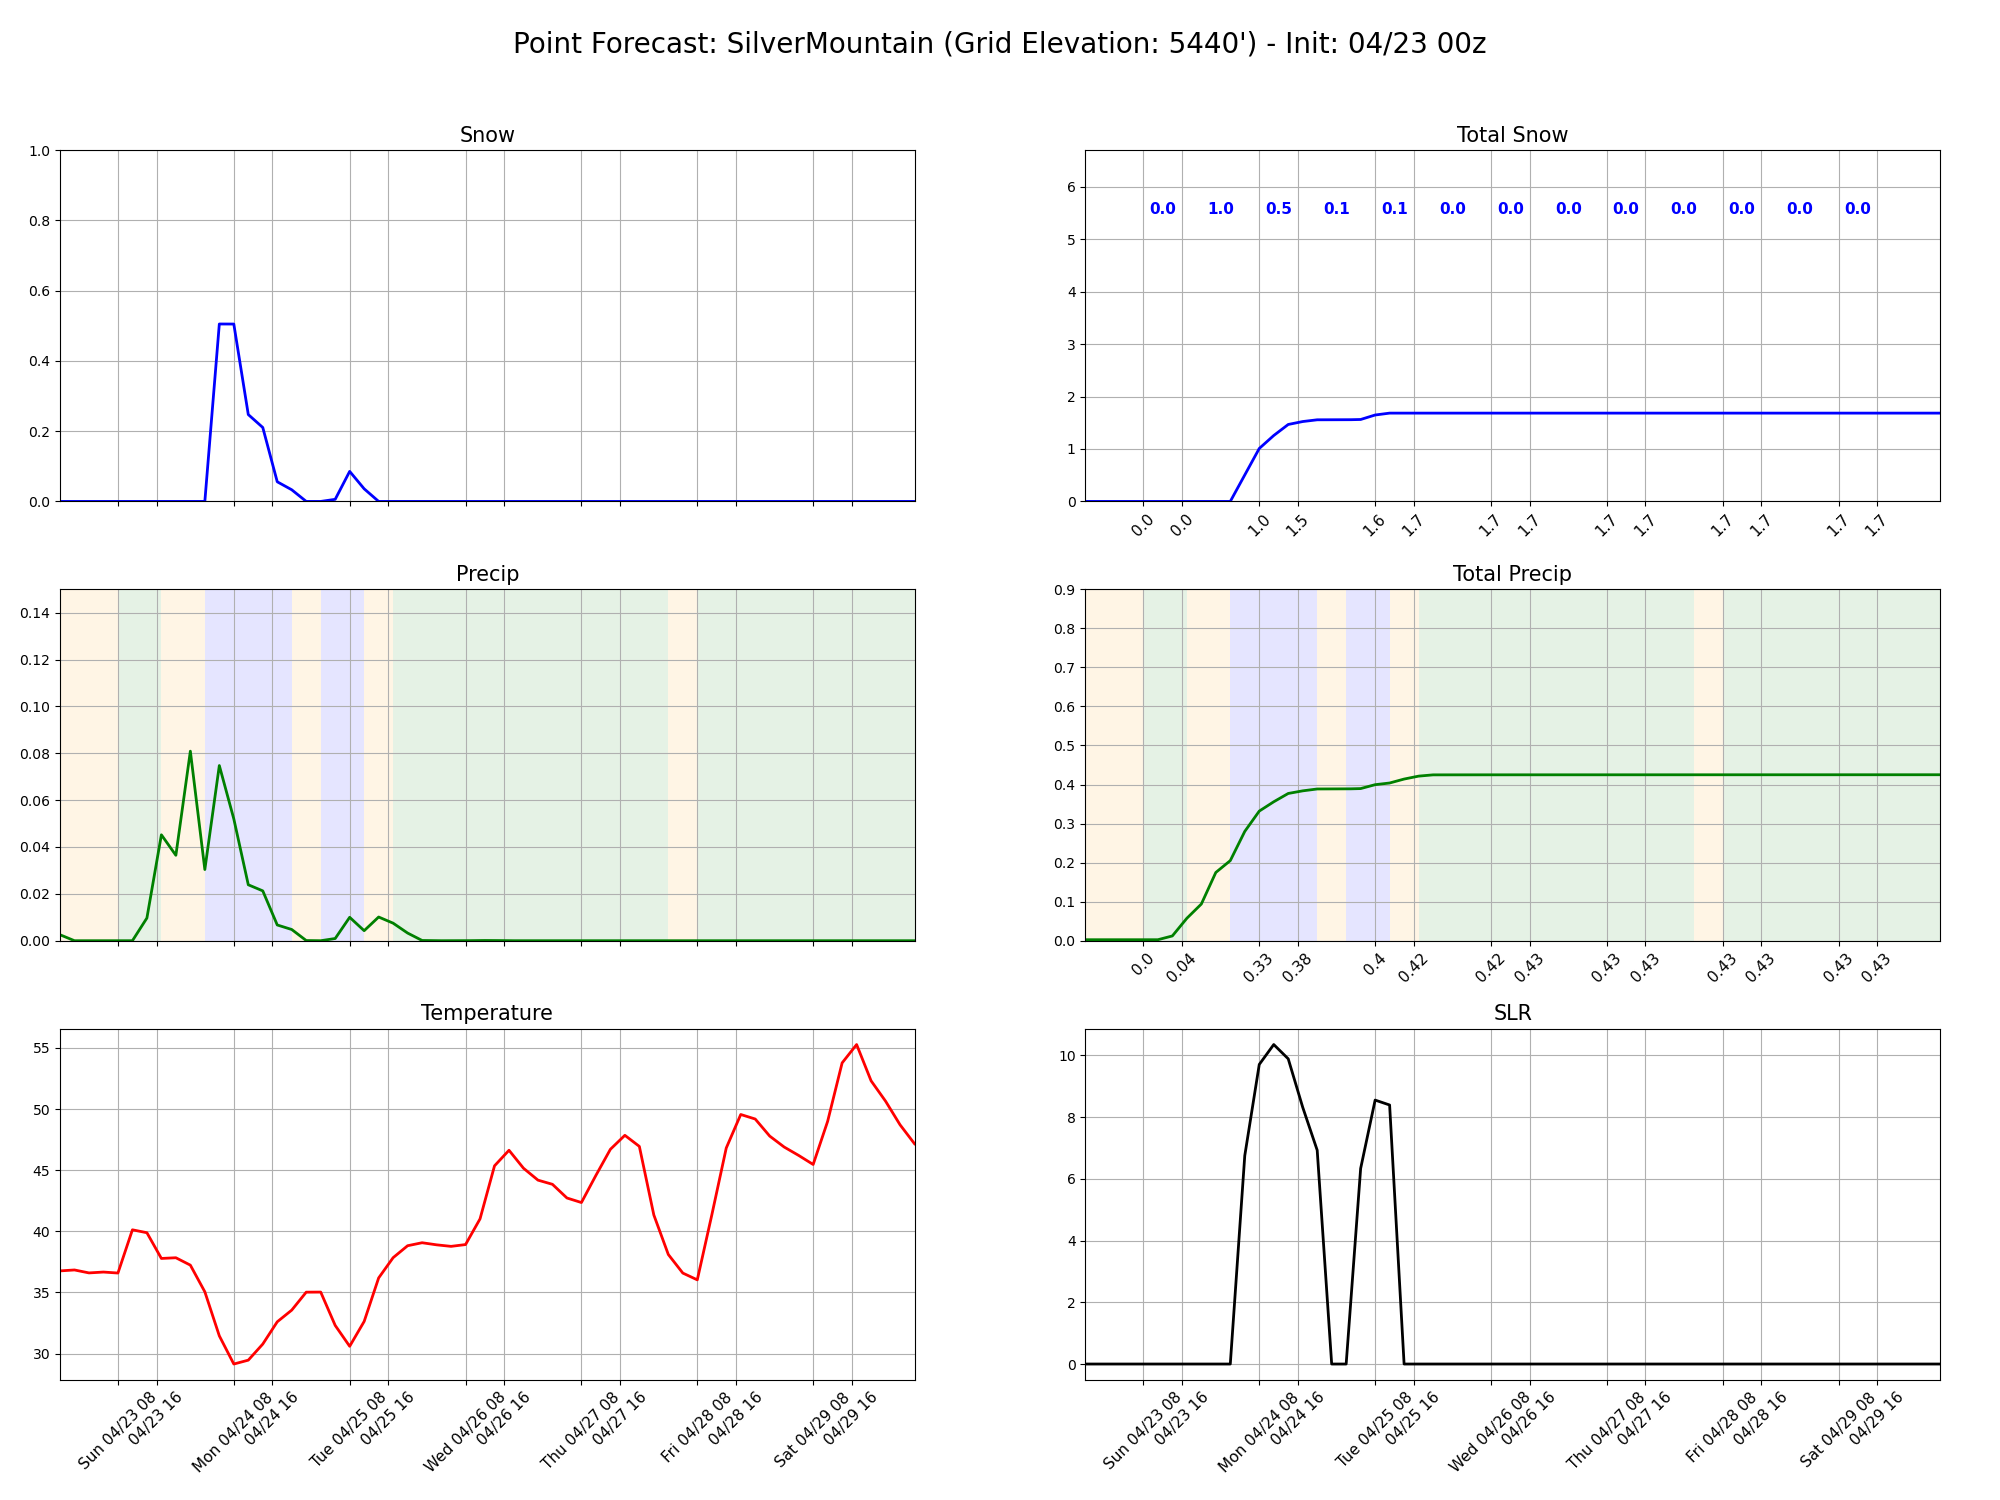 Point Forecast: SilverMountain (Grid Elevation: 5440') - Init: 04/23 00z
Snow
1.0
0.8
0.6
0.4
0.2
0.0
Total Snow
6
5
4
3
2
1
0
0.0 1.0 0.5 0.1 0.1 0.0 0.0 0.0 0.0 0.0 0.0 0.0 0.0
0.0 0.0 1.0 1.5 1.6 1.7 1.7 1.7 1.7 1.7 1.7 1.7 1.7 1.7
Precip
0.14
0.12
0.10
0.08
0.06
0.04
0.02
0.00
Total Precip
0.9
0.8
0.7
0.6
0.5
0.4
0.3
0.2
0.1
0.0
0.0 0.04 0.33 0.38 0.4 0.42 0.42 0.43 0.43 0.43 0.43 0.43 0.43 0.43
Temperature
55
50
45
40
35
30
Sun 04/23 08
04/23 16
Mon 04/24 08
04/24 16
Tue 04/25 08
04/25 16
Wed 04/26 08
04/26 16
Thu 04/27 08
04/27 16
Fri 04/28 08
04/28 16
Sat 04/29 08
04/29 16
SLR
10
8
6
4
2
0
Sun 04/23 08
04/23 16
Mon 04/24 08
04/24 16
Tue 04/25 08
04/25 16
Wed 04/26 08
04/26 16
Thu 04/27 08
04/27 16
Fri 04/28 08
04/28 16
Sat 04/29 08
04/29 16